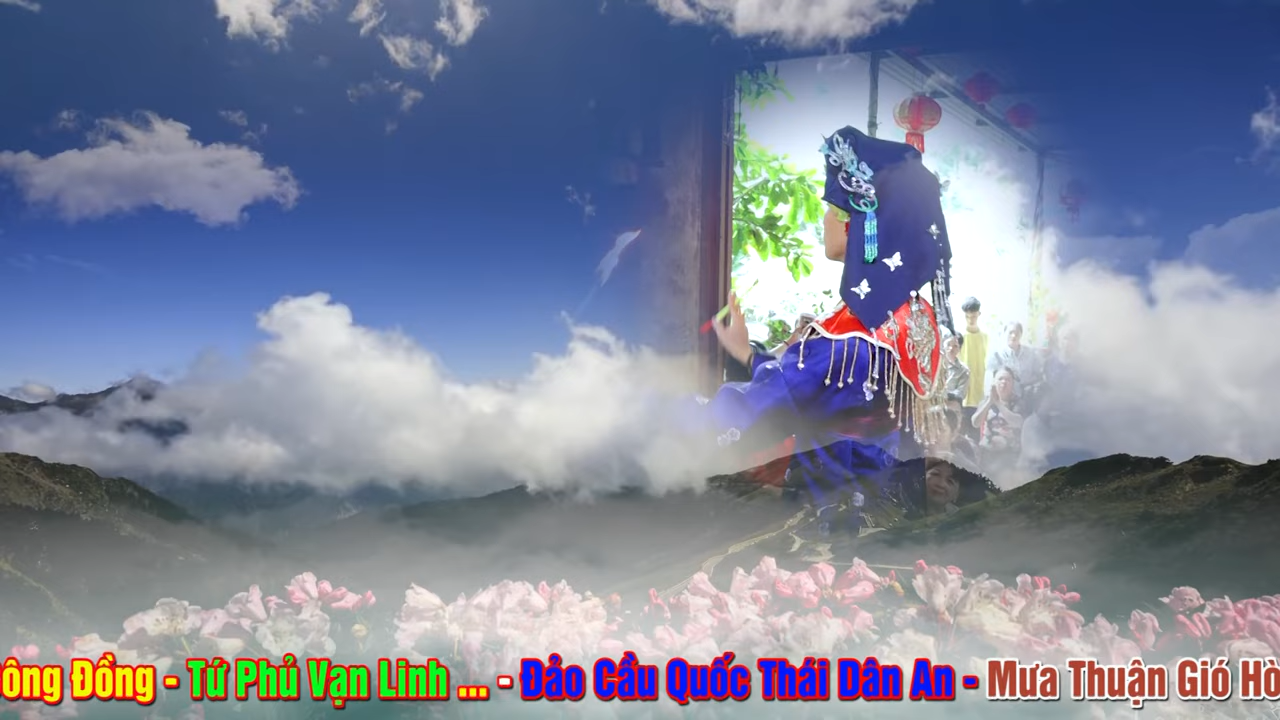 ông Đồng - Tứ Phủ Vạn Linh ... - Đảo Cầu Quốc Thái Dân An - Mưa Thuận Gió Hò